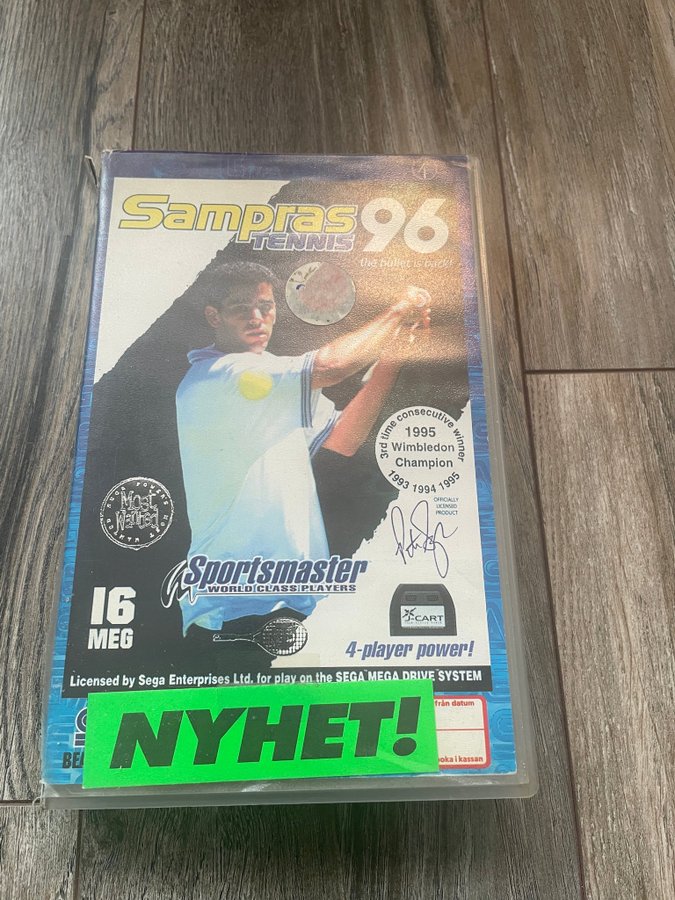 Sampras
TENNIS
96
the bullet is back!
3rd time consecutive winner
1995
Wimbledon
Champion
1993 1994 1995
OFFICIALLY
LICENSED
PRODUCT
Most
Wanted
Sportsmaster
WORLD CLASS PLAYERS
16
MEG
J-CART
4-player power!
Licensed by Sega Enterprises Ltd. for play on the SEGA MEGA DRIVE SYSTEM
från datum
NYHET!
oka i kassan